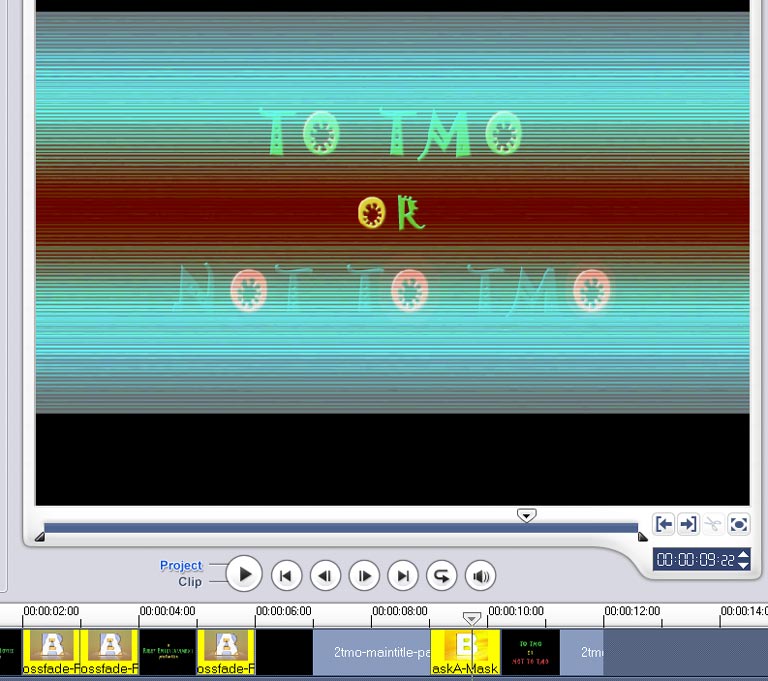 TO TMO
OR
NOT TO TMO
Project
Clip
00:00:09:22
00:00:02:00 00:00:04:00 00:00:06:00 00:00:08:00 00:00:10:00 00:00:12:00 00:00:14:0
A A A B
ossfade-F ossfade-F ossfade-F 2tmo-maintitle-pa askA-Mask 2tmo
TO TMO
OR
NOT TO TMO